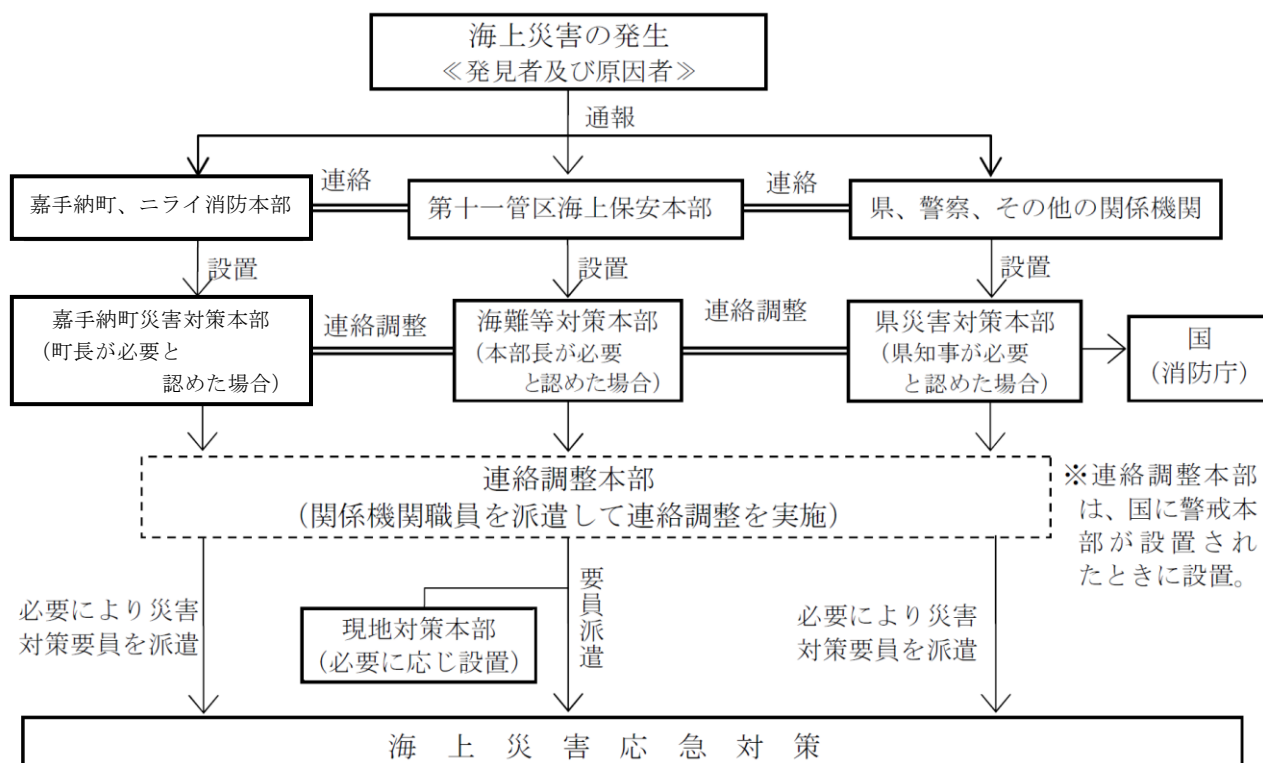 海上災害の発生
≪発見者及び原因者≫
通報
嘉手納町、ニライ消防本部
連絡
第十一管区海上保安本部
連絡
県、警察、その他の関係機関
設置
設置
設置
嘉手納町災害対策本部
（町長が必要と
認めた場合）
連絡調整
海難等対策本部
（本部長が必要
と認めた場合）
連絡調整
県災害対策本部
（県知事が必要
と認めた場合）
国
（消防庁）
連絡調整本部
（関係機関職員を派遣して連絡調整を実施）
※連絡調整本部
は、国に警戒本
部が設置され
たときに設置。
必要により災害
対策要員を派遣
現地対策本部
（必要に応じ設置）
要員派遣
必要により災害
対策要員を派遣
海上災害応急対策